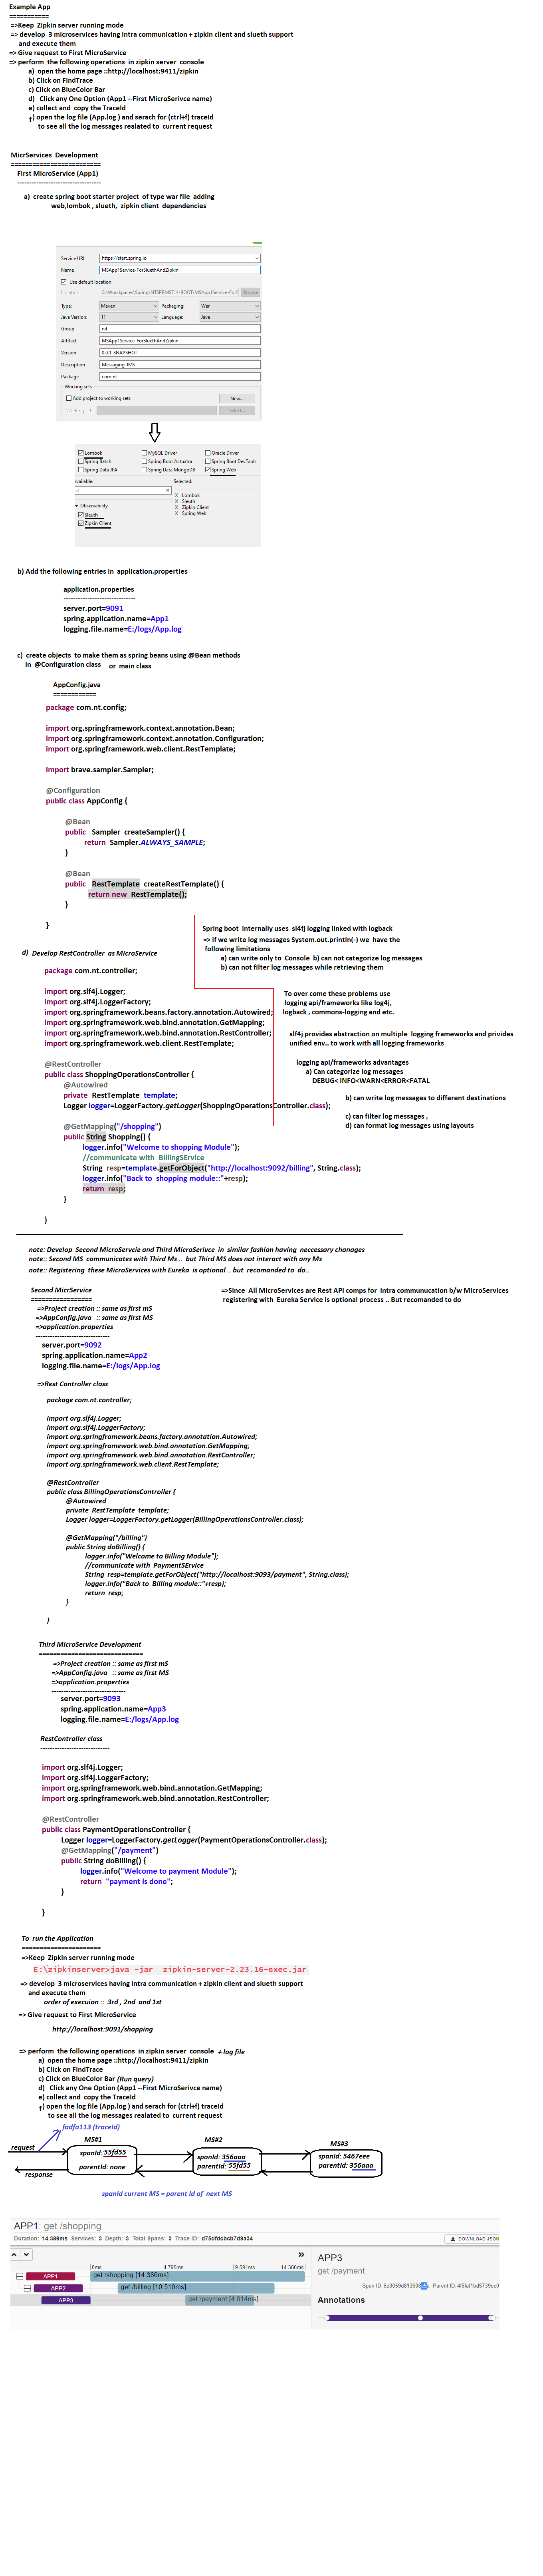 Example App
===========
=>Keep Zipkin server running mode
=> develop 3 microservices having intra communication + zipkin client and slueth support
and execute them
=> Give request to First MicroService
=> perform the following operations in zipkin server console
a) open the home page ::http://localhost:9411/zipkin
b) Click on FindTrace
c) Click on BlueColor Bar
d) Click any One Option (App1 --First MicroSerivce name)
e) collect and copy the TraceId
f) open the log file (App.log ) and serach for (ctrl+f) traceId
to see all the log messages realated to current request
MicrServices Development
=========================
First MicroService (App1)
-----------------------------------
a) create spring boot starter project of type war file adding
web,lombok , slueth, zipkin client dependencies
Service URL https://start.spring.io
Name MSApp1Service-ForSluethAndZipkin
Use default location
Location G:\Workspaces\Spring\NTSPBMS714-BOOT\MSApp1Service-ForS Browse
Type: Maven Packaging: War
Java Version: 11 Language: Java
Group nit
Artifact MSApp1Service-ForSluethAndZipkin
Version 0.0.1-SNAPSHOT
Description Messaging-JMS
Package com.nt
Working sets
Add project to working sets New...
Working sets: Select...
Lombok MySQL Driver Oracle Driver
Spring Batch Spring Boot Actuator Spring Boot DevTools
Spring Data JPA Spring Data MongoDB Spring Web
Available: Selected:
sl X Lombok
X Sleuth
Observability X Zipkin Client
Sleuth X Spring Web
Zipkin Client
b) Add the following entries in application.properties
application.properties
------------------------------
server.port=9091
spring.application.name=App1
logging.file.name=E:/logs/App.log
c) create objects to make them as spring beans using @Bean methods
in @Configuration class or main class
AppConfig.java
============
package com.nt.config;
import org.springframework.context.annotation.Bean;
import org.springframework.context.annotation.Configuration;
import org.springframework.web.client.RestTemplate;
import brave.sampler.Sampler;
@Configuration
public class AppConfig {
@Bean
public Sampler createSampler() {
return Sampler.ALWAYS_SAMPLE;
}
@Bean
public RestTemplate createRestTemplate() {
return new RestTemplate();
}
}
Spring boot internally uses sl4fj logging linked with logback
=> if we write log messages System.out.println(-) we have the
following limitations
a) can write only to Console b) can not categorize log messages
b) can not filter log messages while retrieving them
To over come these problems use
logging api/frameworks like log4j,
logback , commons-logging and etc.
slf4j provides abstraction on multiple logging frameworks and privides
unified env.. to work with all logging frameworks
logging api/frameworks advantages
a) Can categorize log messages
DEBUG< INFO<WARN<ERROR<FATAL
b) can write log messages to different destinations
c) can filter log messages ,
d) can format log messages using layouts
d) Develop RestController as MicroService
package com.nt.controller;
import org.slf4j.Logger;
import org.slf4j.LoggerFactory;
import org.springframework.beans.factory.annotation.Autowired;
import org.springframework.web.bind.annotation.GetMapping;
import org.springframework.web.bind.annotation.RestController;
import org.springframework.web.client.RestTemplate;
@RestController
public class ShoppingOperationsController {
@Autowired
private RestTemplate template;
Logger logger=LoggerFactory.getLogger(ShoppingOperationsController.class);
@GetMapping("/shopping")
public String Shopping() {
logger.info("Welcome to shopping Module");
//communicate with BillingSErvice
String resp=template.getForObject("http://localhost:9092/billing", String.class);
logger.info("Back to shopping module::"+resp);
return resp;
}
}
note: Develop Second MicroServcie and Third MicroSerivce in similar fashion having neccessary changes
note:: Second MS communicates with Third Ms .. but Third MS does not interact with any Ms
note:: Registering these MicroServices with Eureka is optional .. but recomanded to do..
=>Since All MicroServices are Rest API comps for intra commmunucation b/w MicroServices
registering with Eureka Service is optional process .. But recomanded to do
Second MicrService
=================
=>Project creation :: same as first mS
=>AppConfig.java :: same as first MS
=>application.properties
-------------------------------
server.port=9092
spring.application.name=App2
logging.file.name=E:/logs/App.log
=>Rest Controller class
package com.nt.controller;
import org.slf4j.Logger;
import org.slf4j.LoggerFactory;
import org.springframework.beans.factory.annotation.Autowired;
import org.springframework.web.bind.annotation.GetMapping;
import org.springframework.web.bind.annotation.RestController;
import org.springframework.web.client.RestTemplate;
@RestController
public class BillingOperationsController {
@Autowired
private RestTemplate template;
Logger logger=LoggerFactory.getLogger(BillingOperationsController.class);
@GetMapping("/billing")
public String doBilling() {
logger.info("Welcome to Billing Module");
//communicate with PaymentSErvice
String resp=template.getForObject("http://localhost:9093/payment", String.class);
logger.info("Back to Billing module::"+resp);
return resp;
}
}
Third MicroService Development
=============================
=>Project creation :: same as first mS
=>AppConfig.java :: same as first MS
=>application.properties
-------------------------------
server.port=9093
spring.application.name=App3
logging.file.name=E:/logs/App.log
RestController class
-----------------------------
import org.slf4j.Logger;
import org.slf4j.LoggerFactory;
import org.springframework.web.bind.annotation.GetMapping;
import org.springframework.web.bind.annotation.RestController;
@RestController
public class PaymentOperationsController {
Logger logger=LoggerFactory.getLogger(PaymentOperationsController.class);
@GetMapping("/payment")
public String doBilling() {
logger.info("Welcome to payment Module");
return "payment is done";
}
}
To run the Application
======================
=>Keep Zipkin server running mode
E:\zipkinserver>java -jar zipkin-server-2.23.16-exec.jar
=> develop 3 microservices having intra communication + zipkin client and slueth support
and execute them
order of execuion :: 3rd , 2nd and 1st
=> Give request to First MicroService
http://localhost:9091/shopping
=> perform the following operations in zipkin server console + log file
a) open the home page ::http://localhost:9411/zipkin
b) Click on FindTrace
c) Click on BlueColor Bar (Run query)
d) Click any One Option (App1 --First MicroSerivce name)
e) collect and copy the TraceId
f) open the log file (App.log ) and serach for (ctrl+f) traceId
to see all the log messages realated to current request
fadfa113 (traceId)
MS#1 MS#2 MS#3
request
spanid: 55fd55 spanid: 356aaa spanid: 5467eee
parentId: none parentId: 55fd55 parentId: 356aaa
response
spanId current MS = parent Id of next MS
APP1: get /shopping
Duration: 14.386ms Services: 3 Depth: 3 Total Spans: 3 Trace ID: d75dfdcbcb7d9a34 DOWNLOAD JSON
0ms 4.795ms 9.591ms 14.386ms
APP1 get /shopping [14.386ms]
APP2 get /billing [10.510ms]
APP3 get /payment [4.614ms]
APP3
get /payment
Annotations